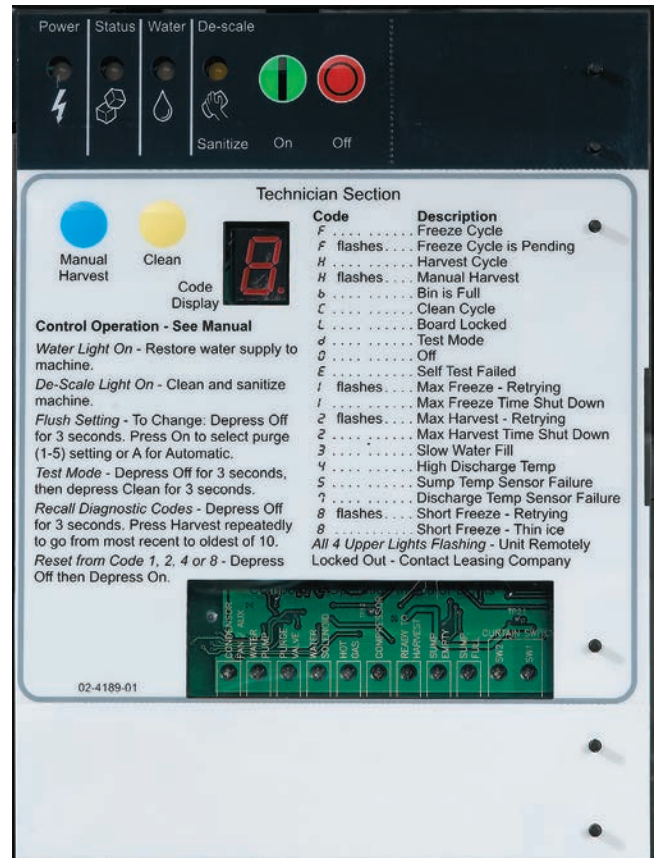 Power Status Water De-scale
Sanitize On Off
Technician Section
Manual Harvest
Clean
Code Display
8.
Control Operation - See Manual
Water Light On - Restore water supply to
machine.
De-Scale Light On - Clean and sanitize
machine.
Flush Setting - To Change: Depress Off
for 3 seconds. Press On to select purge
(1-5) setting or A for Automatic.
Test Mode - Depress Off for 3 seconds,
then depress Clean for 3 seconds.
Recall Diagnostic Codes - Depress Off
for 3 seconds. Press Harvest repeatedly
to go from most recent to oldest of 10.
Reset from Code 1, 2, 4 or 8 - Depress
Off then Depress On.
Code Description
F . . . . . . . . . . Freeze Cycle
F flashes. . . . Freeze Cycle is Pending
H . . . . . . . . . . Harvest Cycle
H flashes. . . . Manual Harvest
b . . . . . . . . . . Bin is Full
C . . . . . . . . . . Clean Cycle
L . . . . . . . . . . Board Locked
d . . . . . . . . . . Test Mode
0 . . . . . . . . . . Off
E . . . . . . . . . . Self Test Failed
1 flashes. . . . Max Freeze - Retrying
1 . . . . . . . . . . Max Freeze Time Shut Down
2 flashes. . . . Max Harvest - Retrying
2 . . . . . . . . . . Max Harvest Time Shut Down
3 . . . . . . . . . . Slow Water Fill
4 . . . . . . . . . . High Discharge Temp
5 . . . . . . . . . . Sump Temp Sensor Failure
7 . . . . . . . . . . Discharge Temp Sensor Failure
8 flashes. . . . Short Freeze - Retrying
8 . . . . . . . . . . Short Freeze - Thin ice
All 4 Upper Lights Flashing - Unit Remotely
Locked Out - Contact Leasing Company
CONDENSOR FAN / AUX
WATER PUMP
PURGE VALVE
WATER SOLENOID
HOT GAS
COMPRESSOR
READY TO HARVEST
SUMP EMPTY
SUMP FULL
CURTAIN
SW2
SW1
02-4189-01